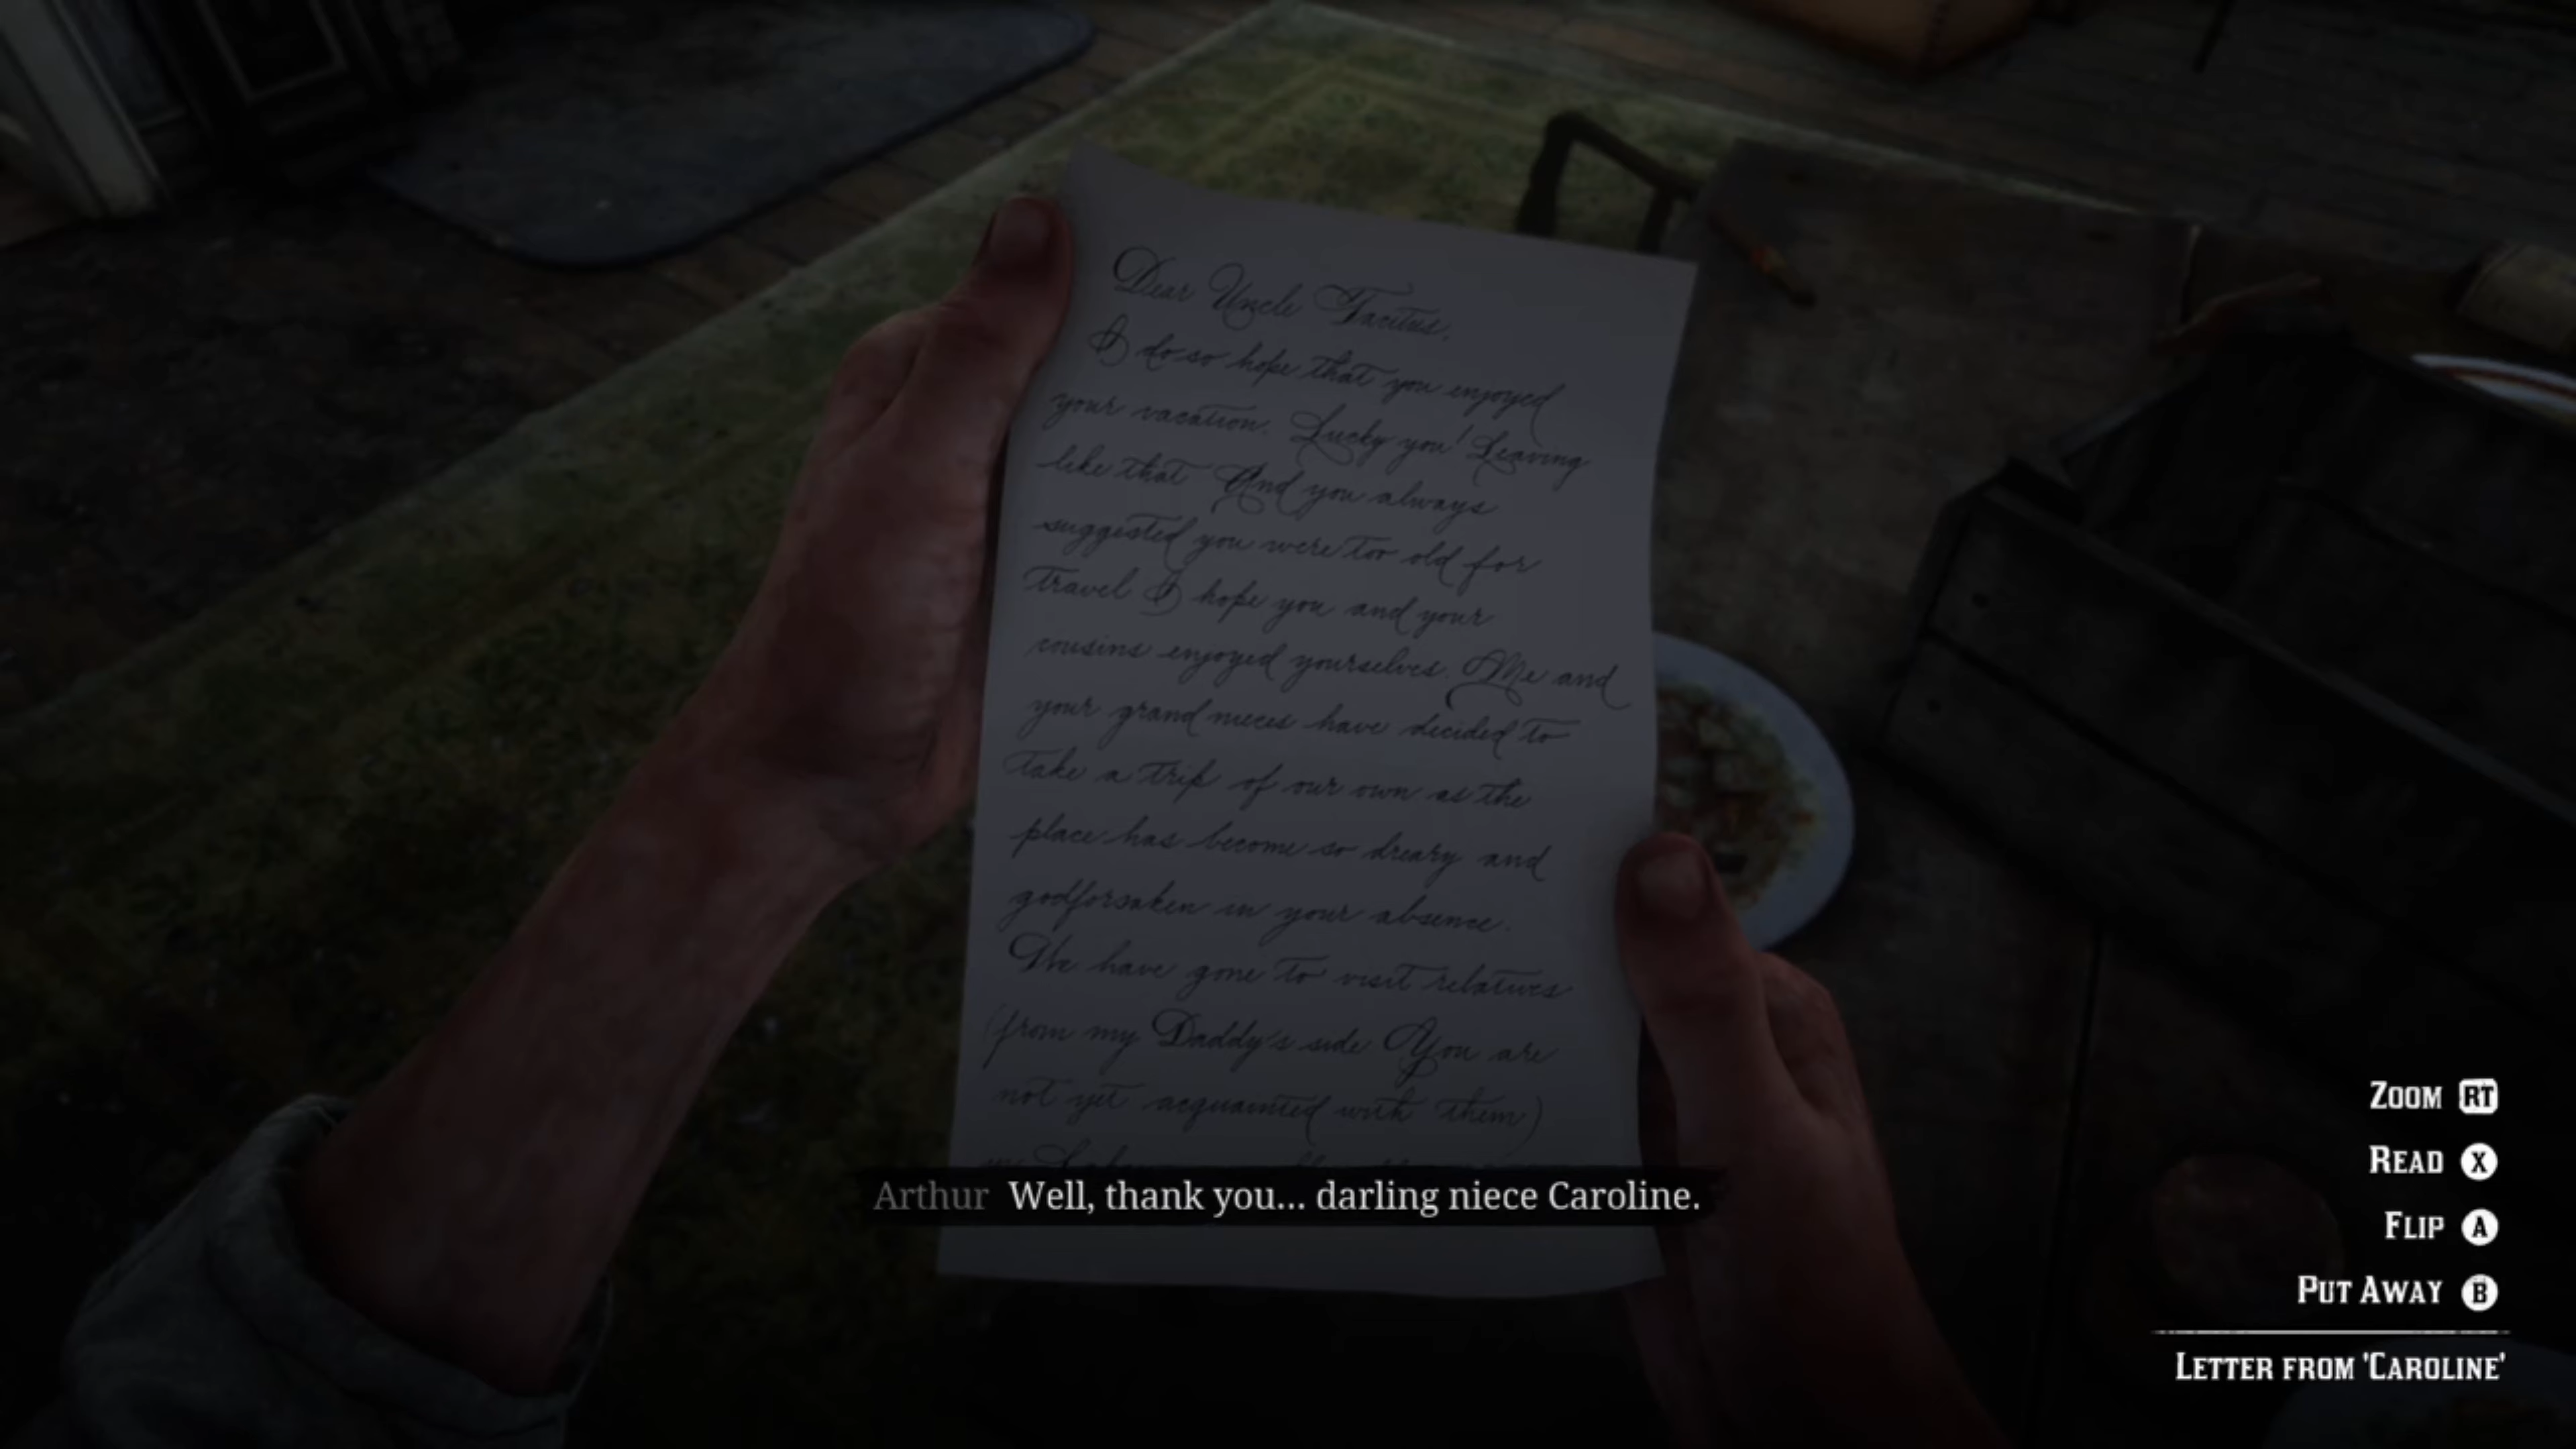 Dear Uncle Tacitus,
I do so hope that you enjoyed
your vacation. Lucky you! Leaving
like that And you always
suggested you were too old for
travel I hope you and your
cousins enjoyed yourselves. Me and
your grand nieces have decided to
take a trip of our own as the
place has become so dreary and
godforsaken in your absence.
We have gone to visit relatives
(from my Daddy's side You are
not yet acquainted with them)
Arthur Well, thank you... darling niece Caroline.
ZOOM RT
READ X
FLIP A
PUT AWAY B
LETTER FROM 'CAROLINE'